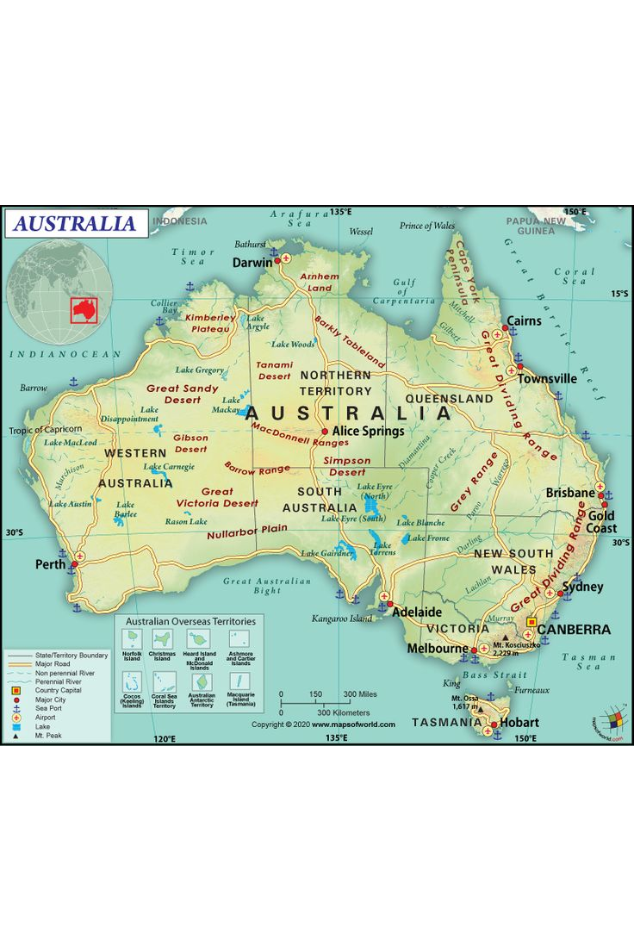 AUSTRALIA
INDONESIA
Arafura
Sea
135°E
150°E
Wessel
Prince of Wales
PAPUA NEW
GUINEA
Timor
Sea
Bathurst
Darwin
Arnhem
Land
Gulf
of
Carpentaria
Cape York
Peninsula
Great Barrier Reef
Coral
Sea
15°S
Collier
Bay
Kimberley
Plateau
Lake
Argyle
Lake Woods
Barkly Tableland
Mitchell
Gilbert
Cairns
INDIAN OCEAN
Barrow
Lake Gregory
Tanami
Desert
NORTHERN
TERRITORY
QUEENSLAND
Townsville
Great Dividing Range
Great Sandy
Desert
Lake
Mackay
AUSTRALIA
Lake
Disappointment
Tropic of Capricorn
Lake MacLeod
Alice Springs
MacDonnell Ranges
Gibson
Desert
WESTERN
AUSTRALIA
Murchison
Lake Carnegie
Barrow Range
Simpson
Desert
Diamantina
Cooper Creek
Grey Range
Warrego
Paroo
Brisbane
Gold
Coast
Lake Austin
Lake
Barlee
Great
Victoria Desert
Rason Lake
SOUTH
AUSTRALIA
Lake Eyre
(North)
Lake Eyre (South)
Lake Blanche
Lake Frome
Nullarbor Plain
Lake Gairdner
Lake
Torrens
Darling
30°S
30°S
Perth
NEW SOUTH
WALES
Great Dividing Range
Lachlan
Sydney
Great Australian
Bight
Kangaroo Island
Adelaide
Murray
CANBERRA
VICTORIA
Melbourne
Mt. Kosciuszko
2,229 m
Tasman
Sea
Bass Strait
King
Furneaux
Mt. Ossa
1,617 m
TASMANIA
Hobart
Australian Overseas Territories
Norfolk
Island
Christmas
Island
Heard Island
and
McDonald
Islands
Ashmore
and Cartier
Islands
Cocos
(Keeling)
Islands
Coral Sea
Islands
Territory
Australian
Antarctic
Territory
Macquarie
Island
(Tasmania)
State/Territory Boundary
Major Road
Non perennial River
Perennial River
Country Capital
Major City
Sea Port
Airport
Lake
Mt. Peak
0 150 300 Miles
0 300 Kilometers
Copyright © 2020 www.mapsofworld.com
120°E
135°E
150°E
mapsofworld.com